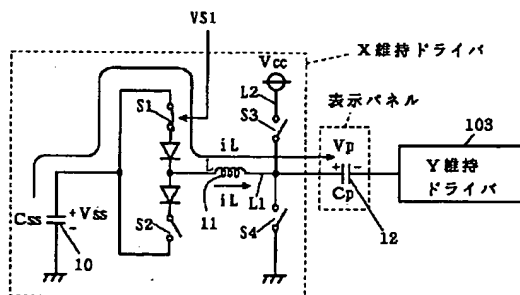 VS1
X維持ドライバ
Vcc
L2
S1
S3
表示パネル
103
iL
Vp
L
+ -
Y維持
ドライバ
Css
+Vss
-
iL
L1
Cp
11
S2
S4
10
12